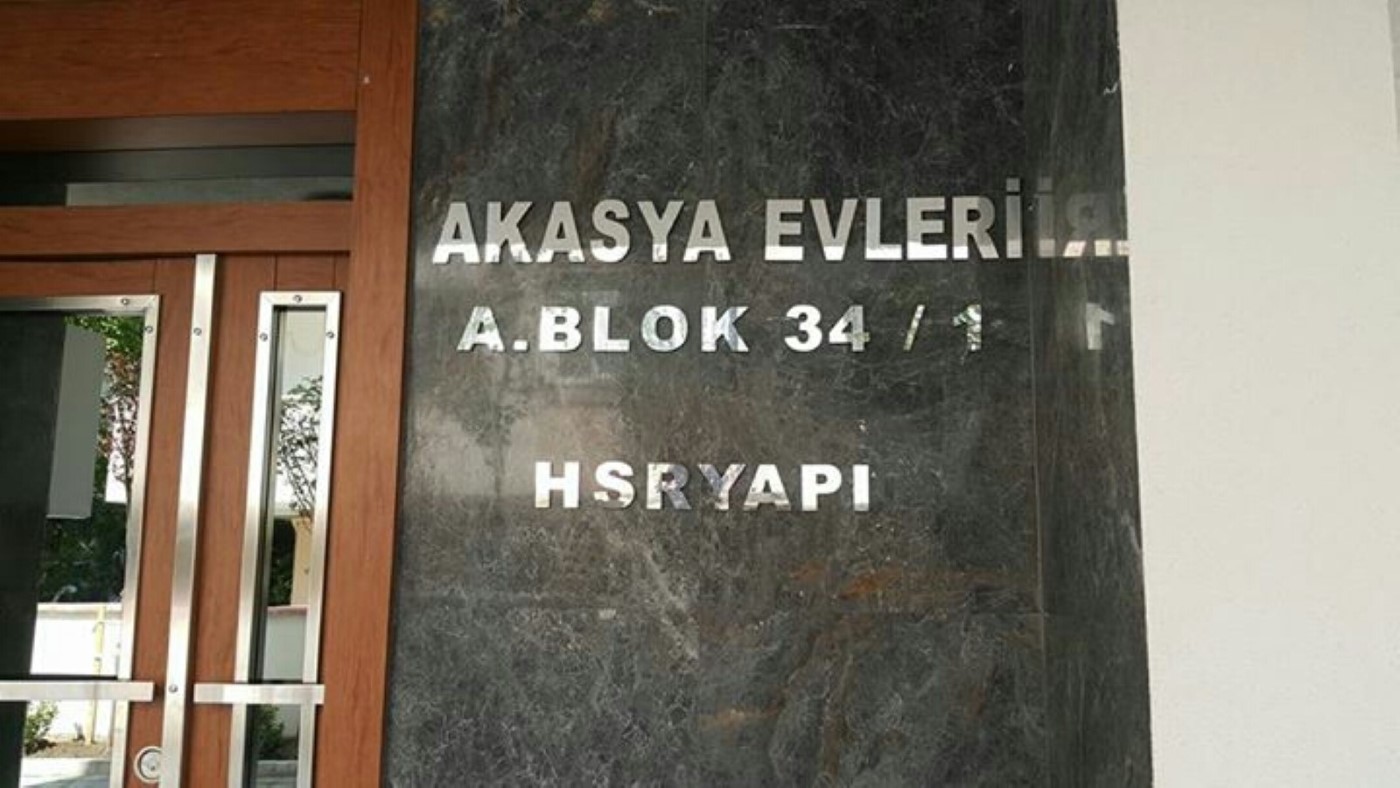 AKASYA EVLERİ
A.BLOK 34 / 1
HSRYAPI